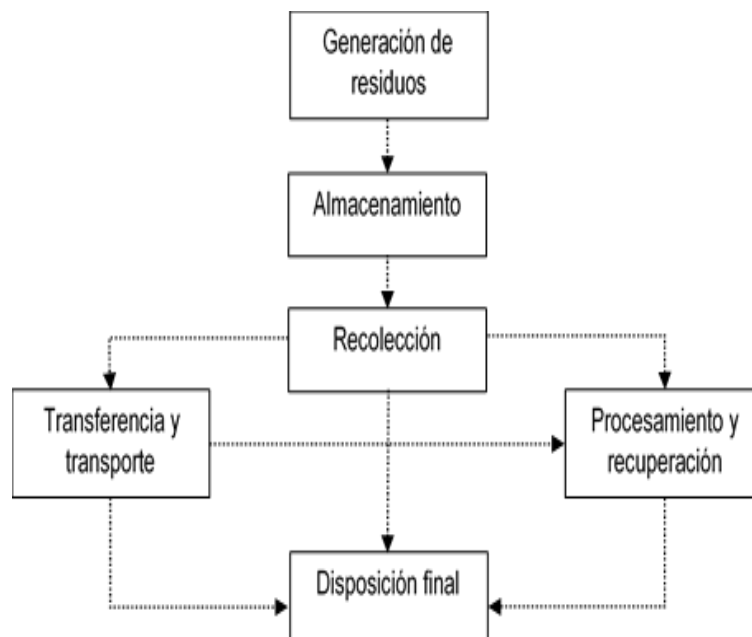 Generación de
residuos
Almacenamiento
Recolección
Transferencia y
transporte
Procesamiento y
recuperación
Disposición final